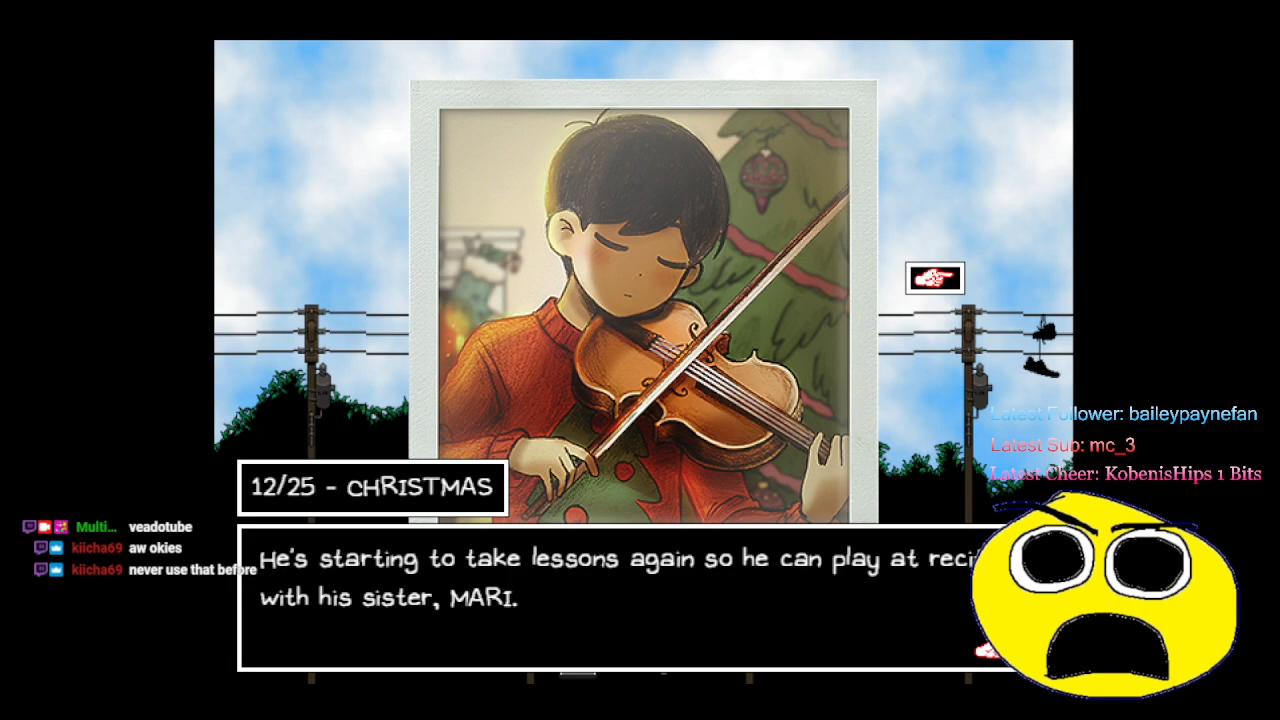 Latest Follower: baileypaynefan
Latest Sub: mc_3
Latest Cheer: KobenisHips 1 Bits
12/25 - CHRISTMAS
Multi... veadotube
kiicha69 aw okies
kiicha69 never use that before
He's starting to take lessons again so he can play at reci
with his sister, MARI.